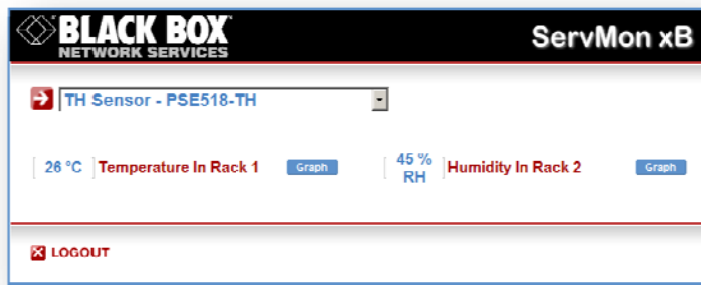 BLACK BOX
NETWORK SERVICES
ServMon xB
TH Sensor - PSE518-TH
26 °C Temperature In Rack 1 Graph 45 % RH Humidity In Rack 2 Graph
LOGOUT